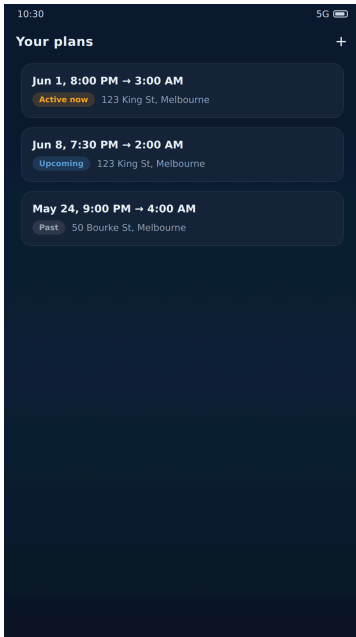 10:30 5G
Your plans +
Jun 1, 8:00 PM → 3:00 AM
Active now 123 King St, Melbourne
Jun 8, 7:30 PM → 2:00 AM
Upcoming 123 King St, Melbourne
May 24, 9:00 PM → 4:00 AM
Past 50 Bourke St, Melbourne